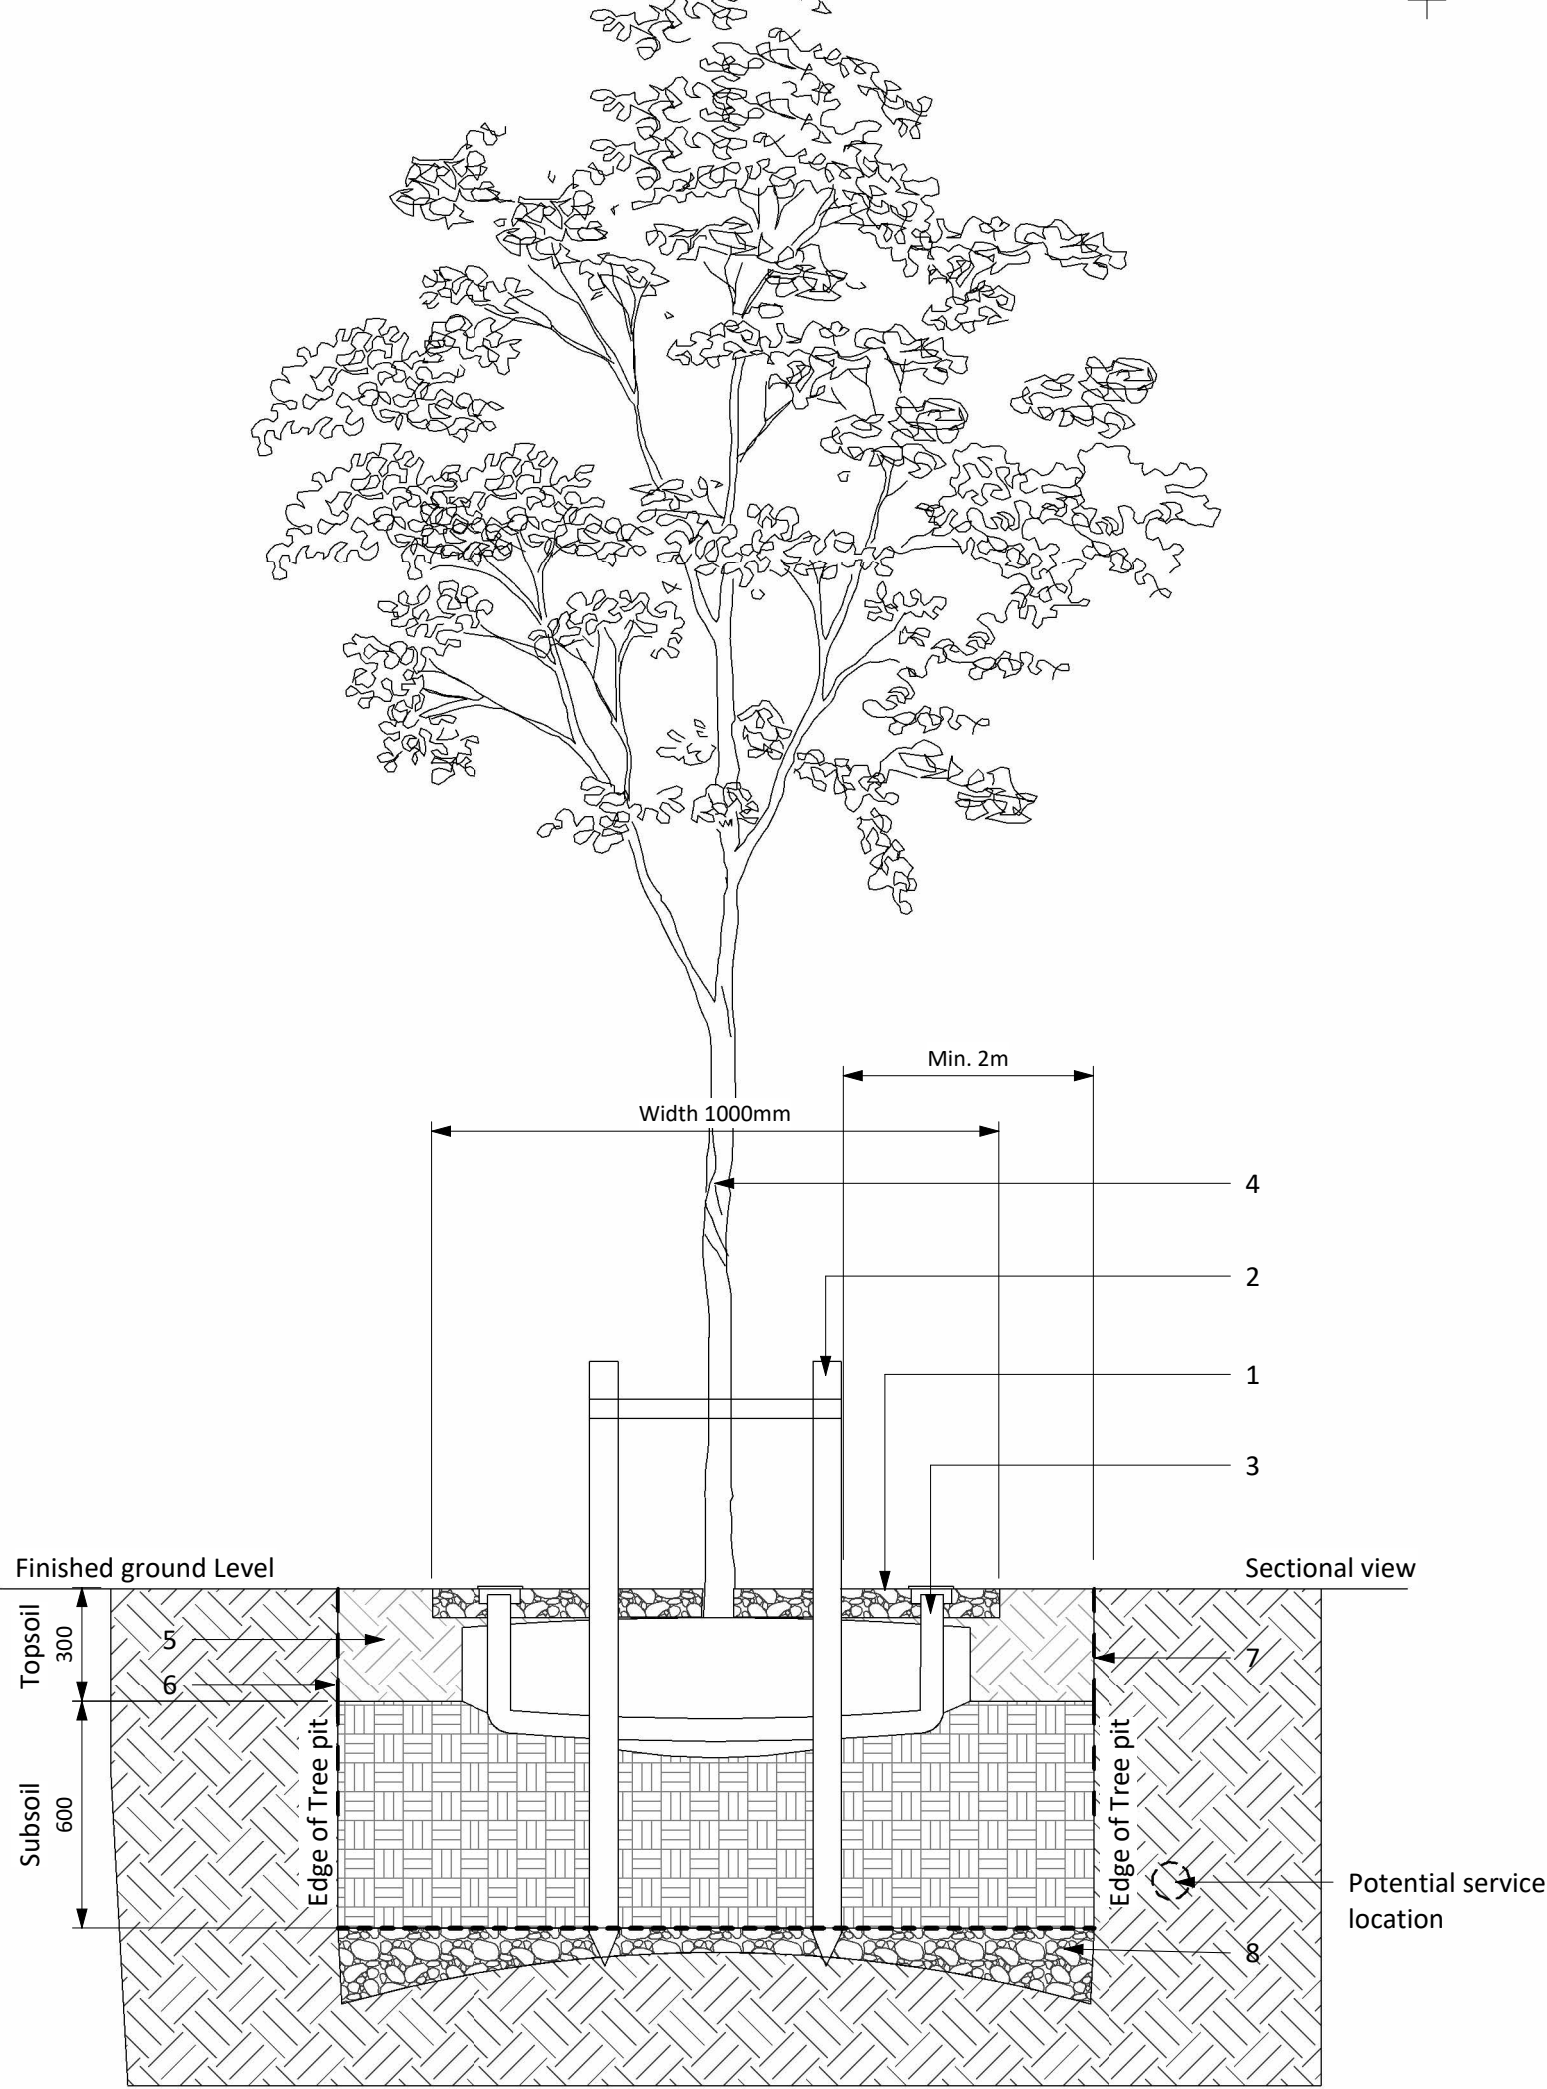 Min. 2m
Width 1000mm
4
2
1
3
Finished ground Level
Sectional view
Topsoil
300
5
6
7
Subsoil
600
Edge of Tree pit
Edge of Tree pit
Potential service
location
8